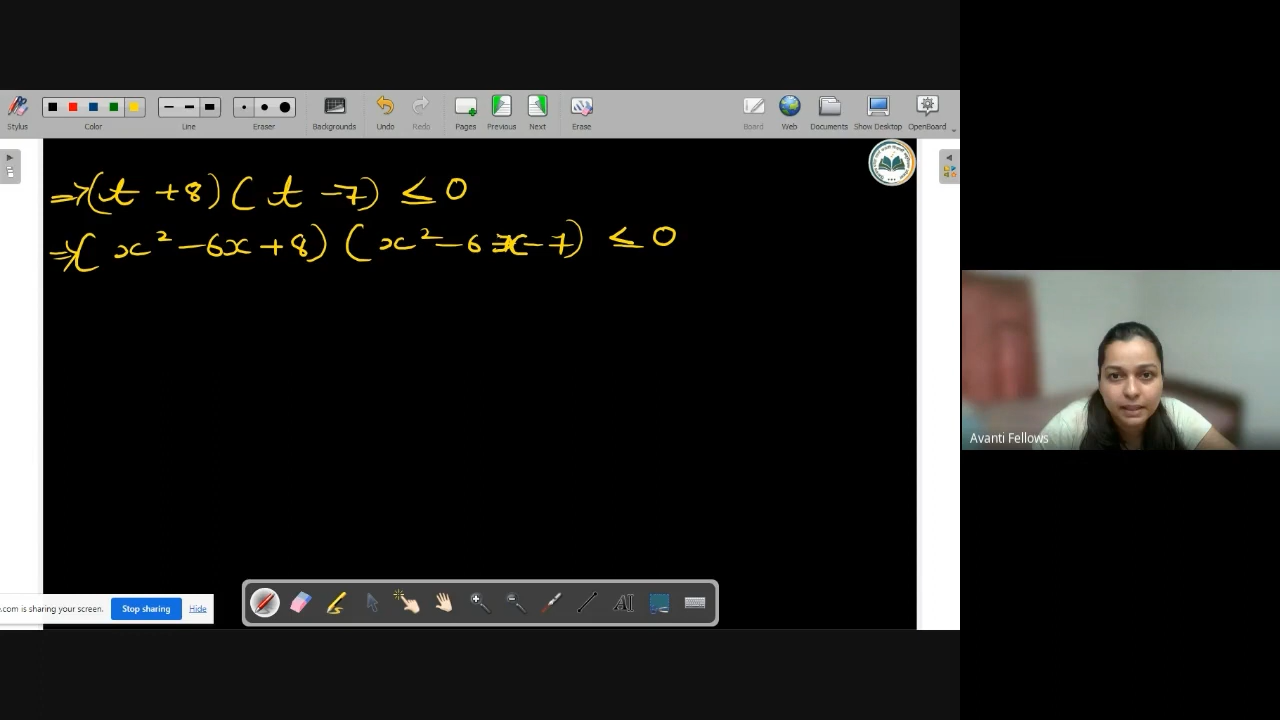 Stylus
Color
Line
Eraser
Backgrounds
Undo
Redo
Pages
Previous
Next
Erase
Board
Web
Documents
Show Desktop
OpenBoard
⇒ (t + 8) (t - 7) ≤ 0
⇒ (x² - 6x + 8) (x² - 6x - 7) ≤ 0
Avanti Fellows
.com is sharing your screen.
Stop sharing
Hide